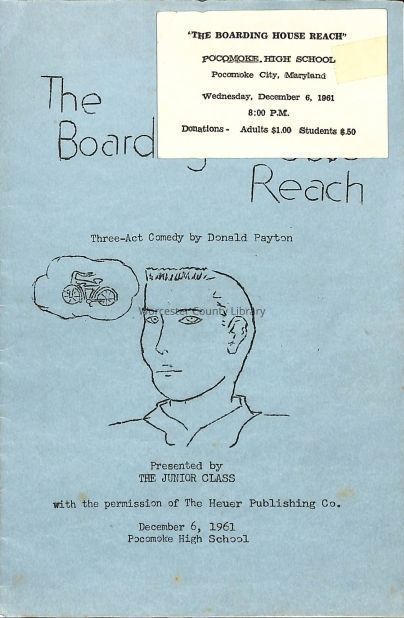 "THE BOARDING HOUSE REACH"
POCOMOKE HIGH SCHOOL
Pocomoke City, Maryland
Wednesday, December 6, 1961
8:00 P.M.
Donations - Adults $1.00 Students $.50
The
Board
Reach
Three-Act Comedy by Donald Payton
Worcester County Library
Presented by
THE JUNIOR CLASS
with the permission of The Heuer Publishing Co.
December 6, 1961
Pocomoke High School